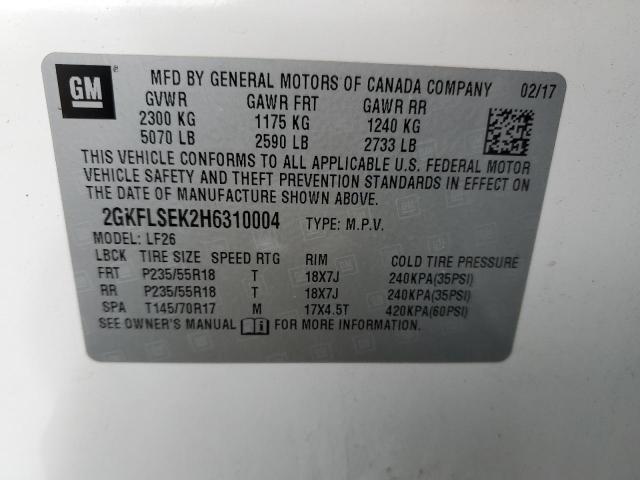 GM ® MFD BY GENERAL MOTORS OF CANADA COMPANY 02/17
GVWR GAWR FRT GAWR RR
2300 KG 1175 KG 1240 KG
5070 LB 2590 LB 2733 LB
THIS VEHICLE CONFORMS TO ALL APPLICABLE U.S. FEDERAL MOTOR
VEHICLE SAFETY AND THEFT PREVENTION STANDARDS IN EFFECT ON
THE DATE OF MANUFACTURE SHOWN ABOVE.
2GKFLSEK2H6310004 TYPE: M.P.V.
MODEL: LF26
LBCK TIRE SIZE SPEED RTG RIM COLD TIRE PRESSURE
FRT P235/55R18 T 18X7J 240KPA(35PSI)
RR P235/55R18 T 18X7J 240KPA(35PSI)
SPA T145/70R17 M 17X4.5T 420KPA(60PSI)
SEE OWNER'S MANUAL FOR MORE INFORMATION.